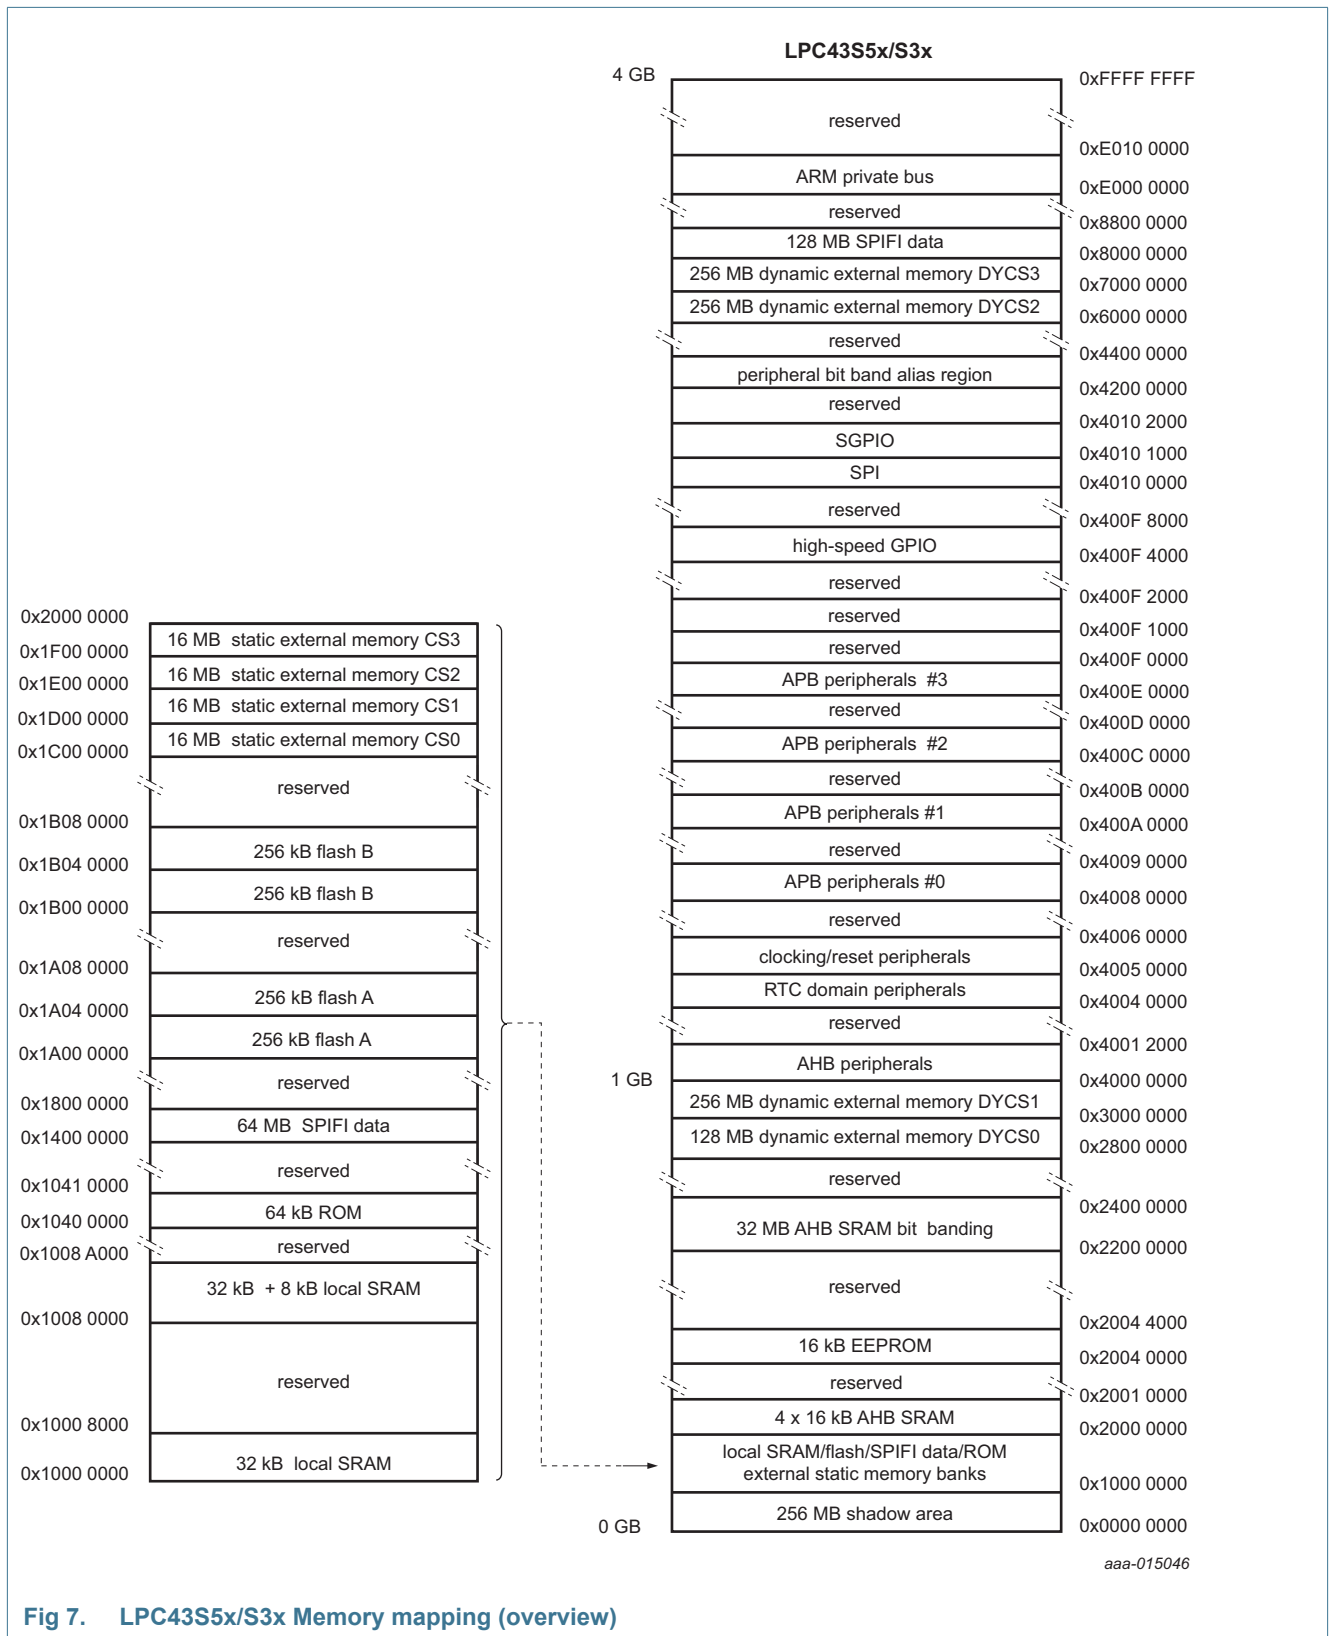 LPC43S5x/S3x
4 GB
0xFFFF FFFF
reserved
0xE010 0000
ARM private bus
0xE000 0000
reserved
0x8800 0000
128 MB SPIFI data
0x8000 0000
256 MB dynamic external memory DYCS3
0x7000 0000
256 MB dynamic external memory DYCS2
0x6000 0000
reserved
0x4400 0000
peripheral bit band alias region
0x4200 0000
reserved
0x4010 2000
SGPIO
0x4010 1000
SPI
0x4010 0000
reserved
0x400F 8000
high-speed GPIO
0x400F 4000
reserved
0x400F 2000
reserved
0x400F 1000
reserved
0x400F 0000
APB peripherals #3
0x400E 0000
reserved
0x400D 0000
APB peripherals #2
0x400C 0000
reserved
0x400B 0000
APB peripherals #1
0x400A 0000
reserved
0x4009 0000
APB peripherals #0
0x4008 0000
reserved
0x4006 0000
clocking/reset peripherals
0x4005 0000
RTC domain peripherals
0x4004 0000
reserved
0x4001 2000
AHB peripherals
1 GB
0x4000 0000
256 MB dynamic external memory DYCS1
0x3000 0000
128 MB dynamic external memory DYCS0
0x2800 0000
reserved
0x2400 0000
32 MB AHB SRAM bit banding
0x2200 0000
reserved
0x2004 4000
16 kB EEPROM
0x2004 0000
reserved
0x2001 0000
4 x 16 kB AHB SRAM
0x2000 0000
local SRAM/flash/SPIFI data/ROM
external static memory banks
0x1000 0000
256 MB shadow area
0 GB
0x0000 0000
0x2000 0000
16 MB static external memory CS3
0x1F00 0000
16 MB static external memory CS2
0x1E00 0000
16 MB static external memory CS1
0x1D00 0000
16 MB static external memory CS0
0x1C00 0000
reserved
0x1B08 0000
256 kB flash B
0x1B04 0000
256 kB flash B
0x1B00 0000
reserved
0x1A08 0000
256 kB flash A
0x1A04 0000
256 kB flash A
0x1A00 0000
reserved
0x1800 0000
64 MB SPIFI data
0x1400 0000
reserved
0x1041 0000
64 kB ROM
0x1040 0000
reserved
0x1008 A000
32 kB + 8 kB local SRAM
0x1008 0000
reserved
0x1000 8000
32 kB local SRAM
0x1000 0000
aaa-015046
Fig 7. LPC43S5x/S3x Memory mapping (overview)